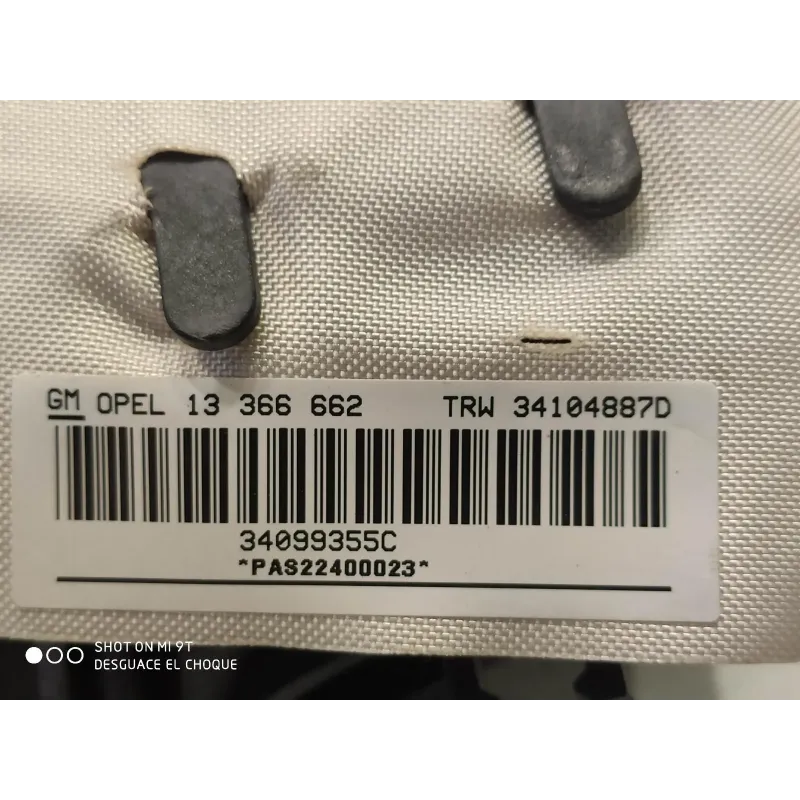 GM OPEL 13 366 662 TRW 34104887D
34099355C
*PAS22400023*
SHOT ON MI 9T
DESGUACE EL CHOQUE